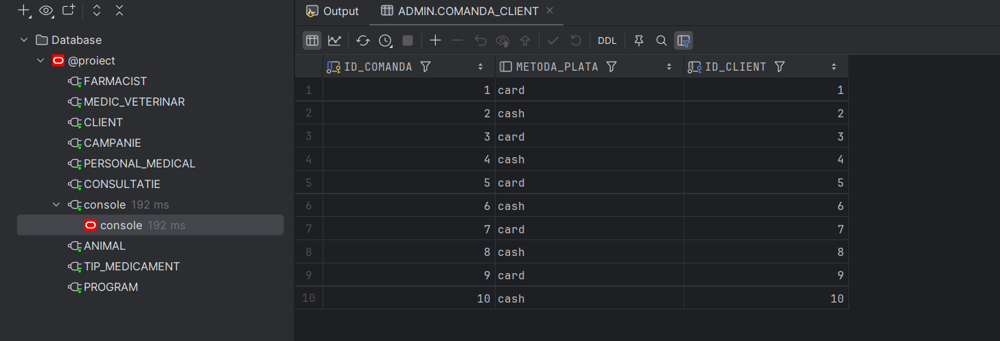 Output
ADMIN.COMANDA_CLIENT
Database
@proiect
FARMACIST
MEDIC_VETERINAR
CLIENT
CAMPANIE
PERSONAL_MEDICAL
CONSULTATIE
console 192 ms
console 192 ms
ANIMAL
TIP_MEDICAMENT
PROGRAM
DDL
ID_COMANDA METODA_PLATA ID_CLIENT
1 1 card 1
2 2 cash 2
3 3 card 3
4 4 cash 4
5 5 card 5
6 6 cash 6
7 7 card 7
8 8 cash 8
9 9 card 9
10 10 cash 10